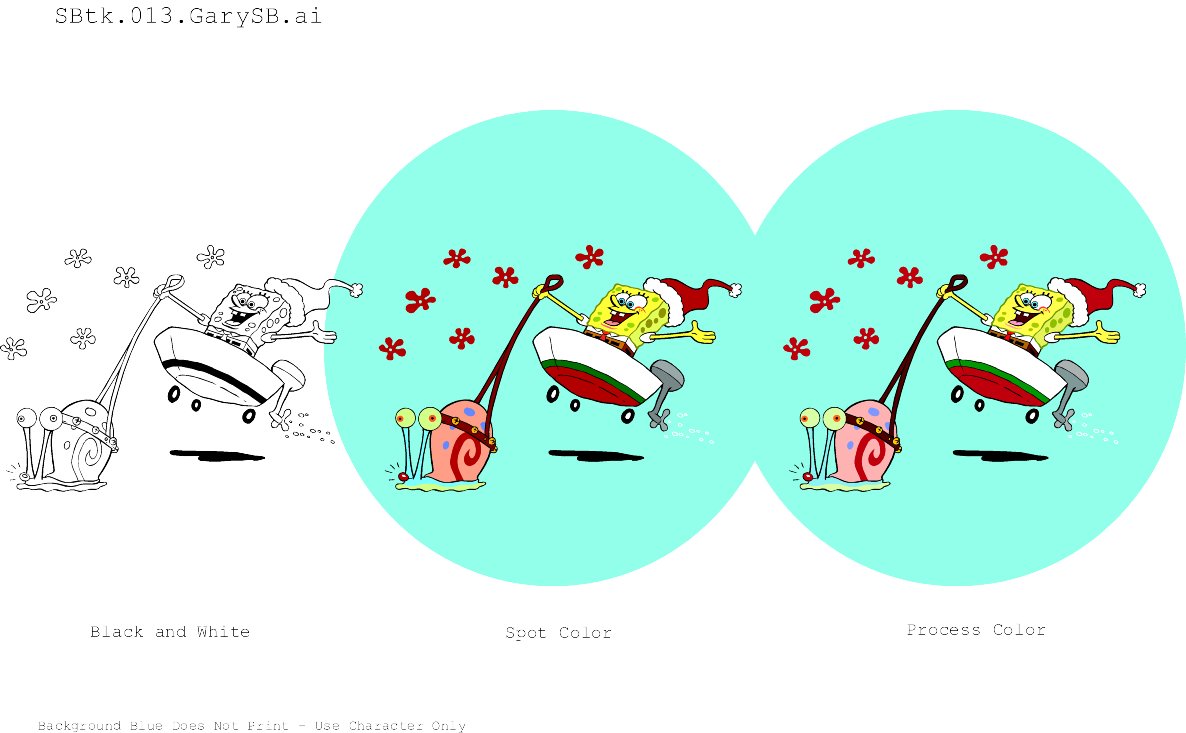 SBtk.013.GarySB.ai
Black and White
Spot Color
Process Color
Background Blue Does Not Print - Use Character Only